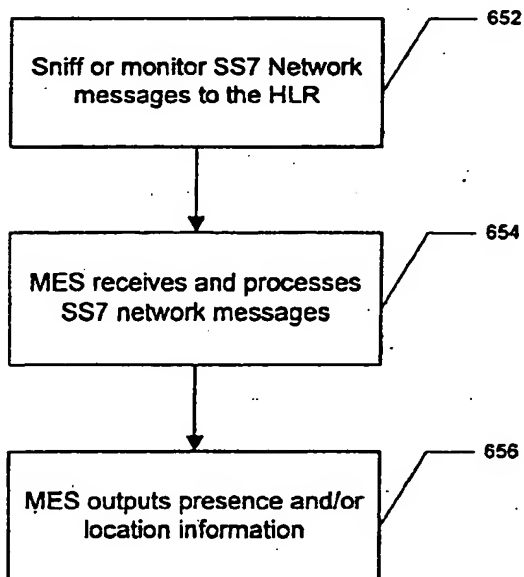 652
Sniff or monitor SS7 Network
messages to the HLR
654
MES receives and processes
SS7 network messages
656
MES outputs presence and/or
location information